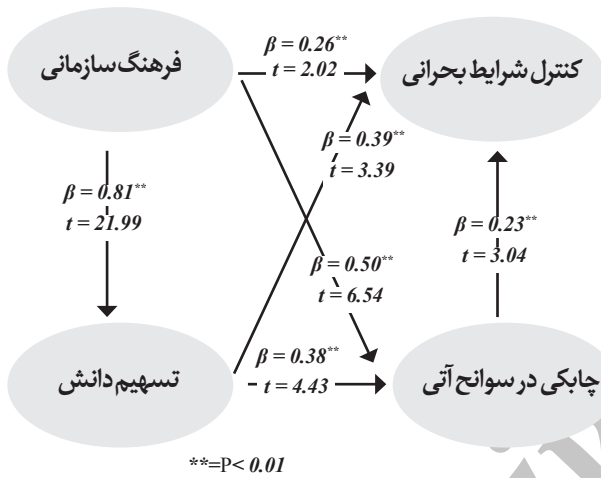 فرهنگ سازمانی
β = 0.26**
t = 2.02
کنترل شرایط بحرانی
β = 0.39**
t = 3.39
β = 0.81**
t = 21.99
β = 0.23**
t = 3.04
β = 0.50**
t = 6.54
تسهیم دانش
β = 0.38**
t = 4.43
چابکی در سوانح آتی
**=P< 0.01